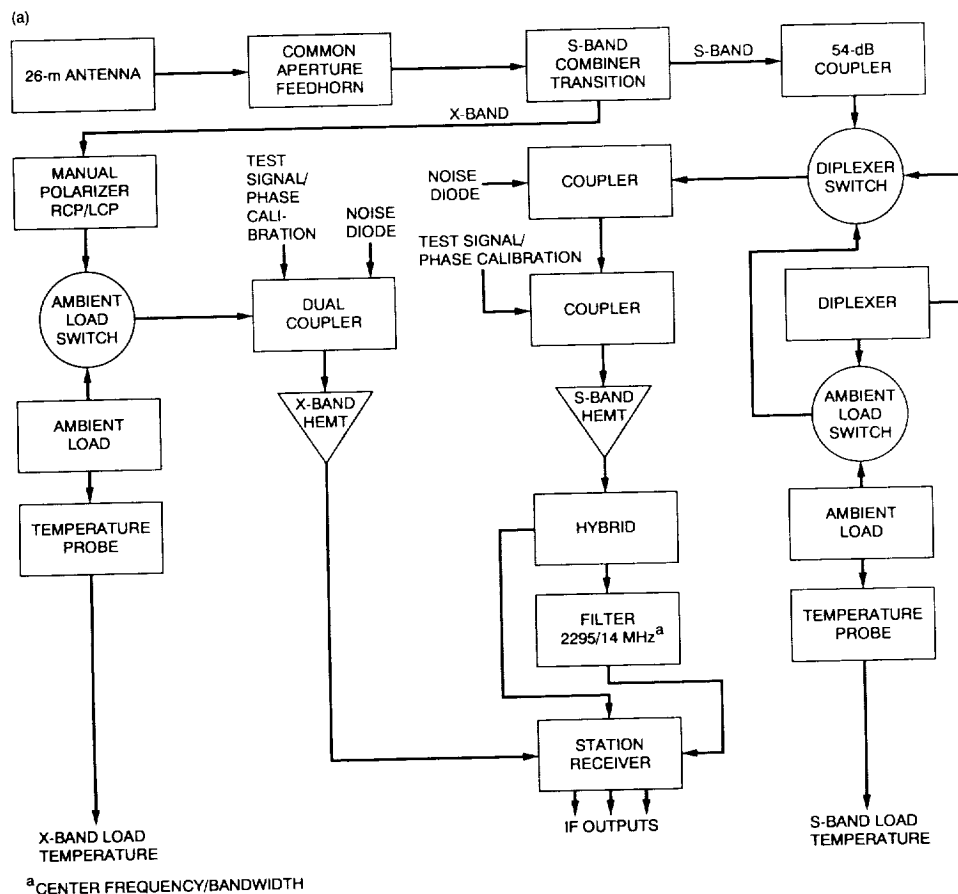 (a)
26-m ANTENNA
COMMON
APERTURE
FEEDHORN
S-BAND
COMBINER
TRANSITION
S-BAND
54-dB
COUPLER
X-BAND
MANUAL
POLARIZER
RCP/LCP
TEST
SIGNAL/
PHASE
CALI-
BRATION
NOISE
DIODE
NOISE
DIODE
COUPLER
DIPLEXER
SWITCH
TEST SIGNAL/
PHASE CALIBRATION
AMBIENT
LOAD
SWITCH
DUAL
COUPLER
COUPLER
DIPLEXER
X-BAND
HEMT
S-BAND
HEMT
AMBIENT
LOAD
SWITCH
AMBIENT
LOAD
TEMPERATURE
PROBE
HYBRID
AMBIENT
LOAD
FILTER
2295/14 MHz^a
TEMPERATURE
PROBE
STATION
RECEIVER
IF OUTPUTS
X-BAND LOAD
TEMPERATURE
S-BAND LOAD
TEMPERATURE
^aCENTER FREQUENCY/BANDWIDTH